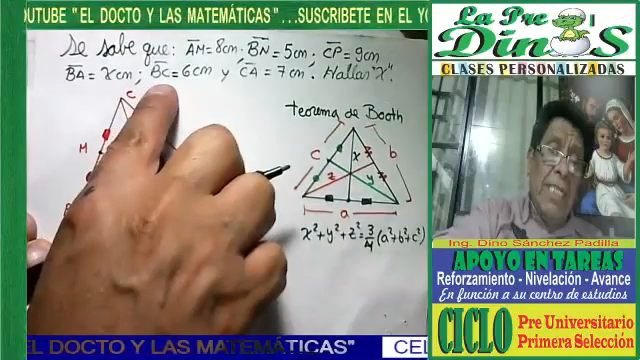 OUTUBE "EL DOCTO Y LAS MATEMÁTICAS"...SUSCRIBETE EN EL YO
Se sabe que: AM=8cm; BN=5cm; CP=9cm
BA=xcm; BC=6cm y CA=7cm. Hallar "x".
C
M
Teorema de Booth
c
x
b
z
y
a
x²+y²+z²=3/4(a²+b²+c²)
EL DOCTO Y LAS MATEMÁTICAS"
CEL
La Pre
DinoS
CLASES PERSONALIZADAS
Ing. Dino Sánchez Padilla
APOYO EN TAREAS
Reforzamiento - Nivelación - Avance
En función a su centro de estudios
CICLO Pre Universitario
Primera Selección